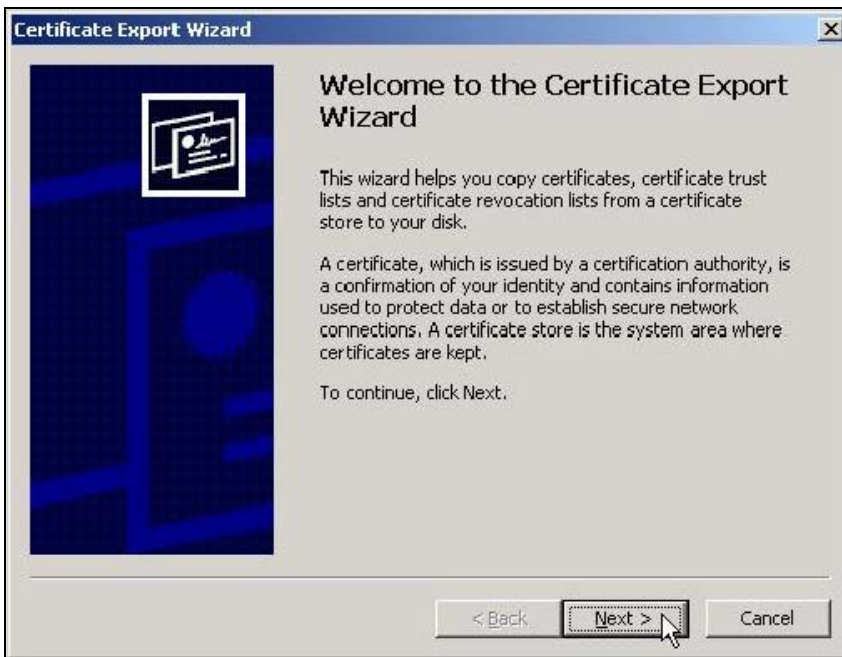 Certificate Export Wizard
Welcome to the Certificate Export
Wizard
This wizard helps you copy certificates, certificate trust
lists and certificate revocation lists from a certificate
store to your disk.
A certificate, which is issued by a certification authority, is
a confirmation of your identity and contains information
used to protect data or to establish secure network
connections. A certificate store is the system area where
certificates are kept.
To continue, click Next.
< Back
Next >
Cancel